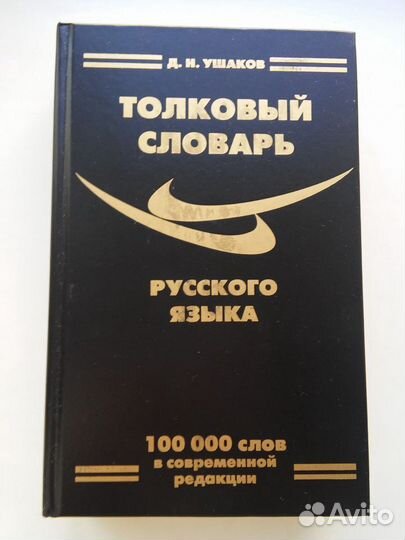 Д. Н. УШАКОВ
ТОЛКОВЫЙ
СЛОВАРЬ
РУССКОГО
ЯЗЫКА
100 000 слов
в современной
редакции
Avito